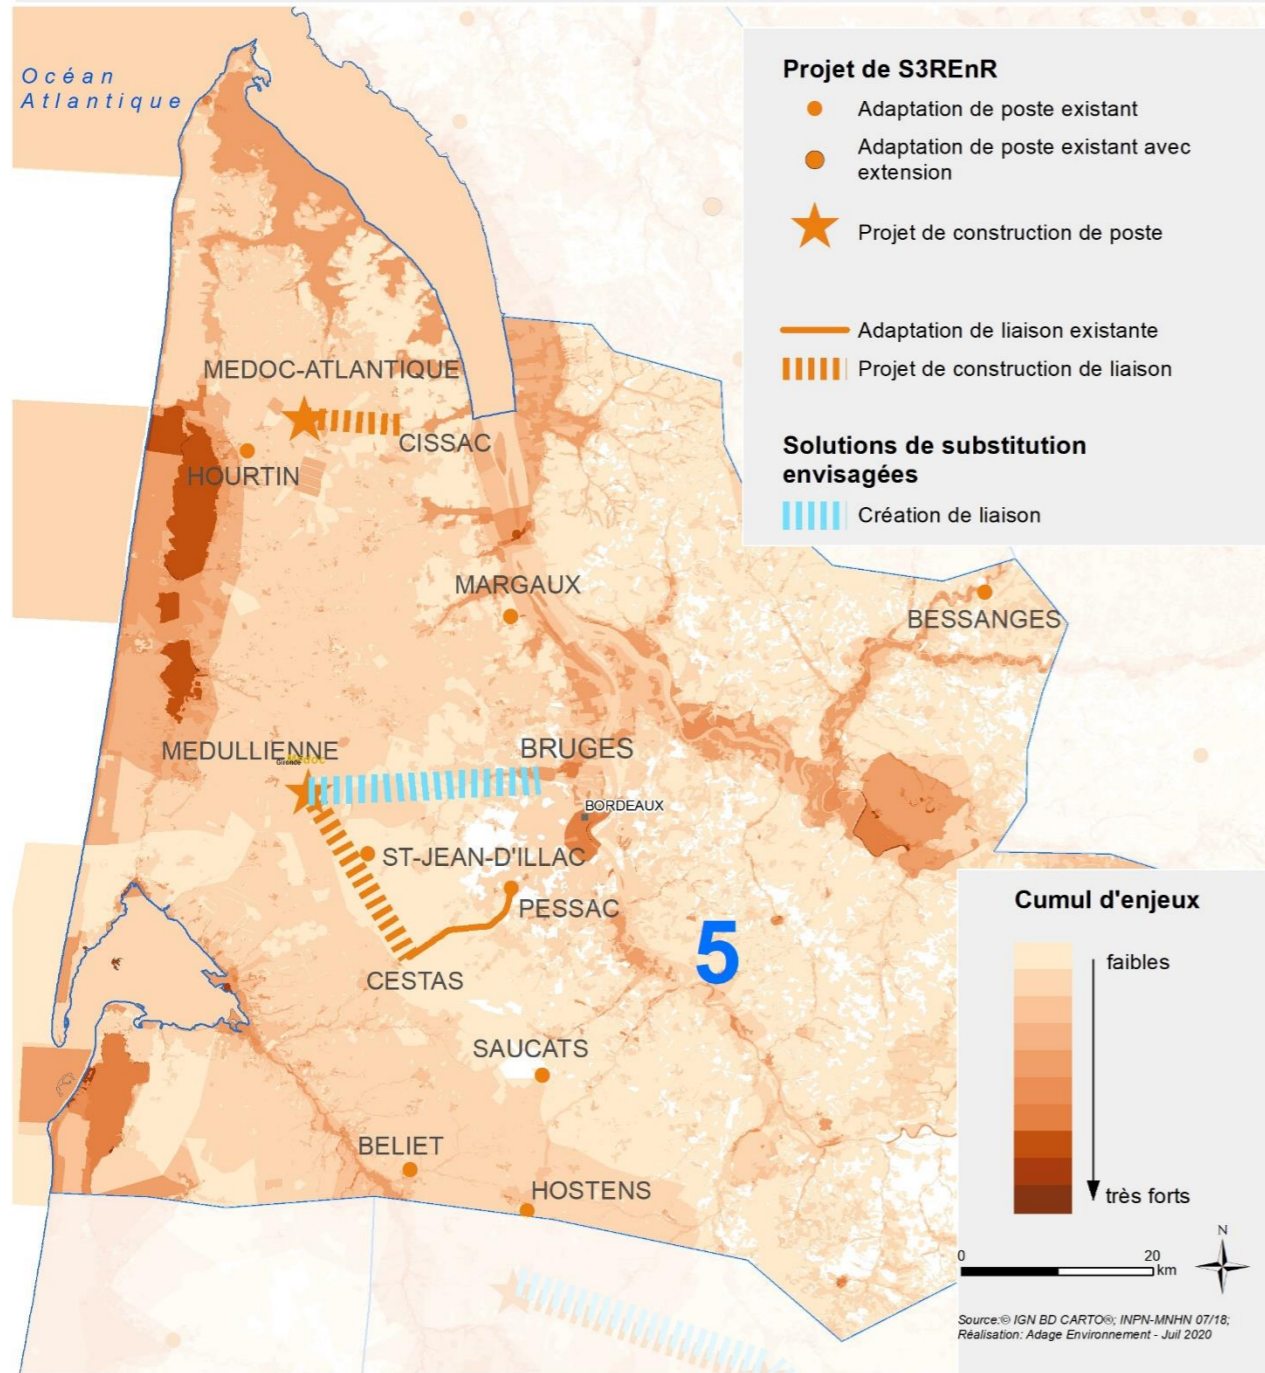 Océan
Atlantique
Projet de S3REnR
Adaptation de poste existant
Adaptation de poste existant avec
extension
Projet de construction de poste
Adaptation de liaison existante
Projet de construction de liaison
Solutions de substitution
envisagées
Création de liaison
MEDOC-ATLANTIQUE
CISSAC
HOURTIN
MARGAUX
BESSANGES
MEDULLIENNE
Gironde
Médoc
BRUGES
BORDEAUX
ST-JEAN-D'ILLAC
PESSAC
CESTAS
5
SAUCATS
BELIET
HOSTENS
Cumul d'enjeux
faibles
très forts
N
0 20
km
Source:© IGN BD CARTO®; INPN-MNHN 07/18;
Réalisation: Adage Environnement - Juil 2020